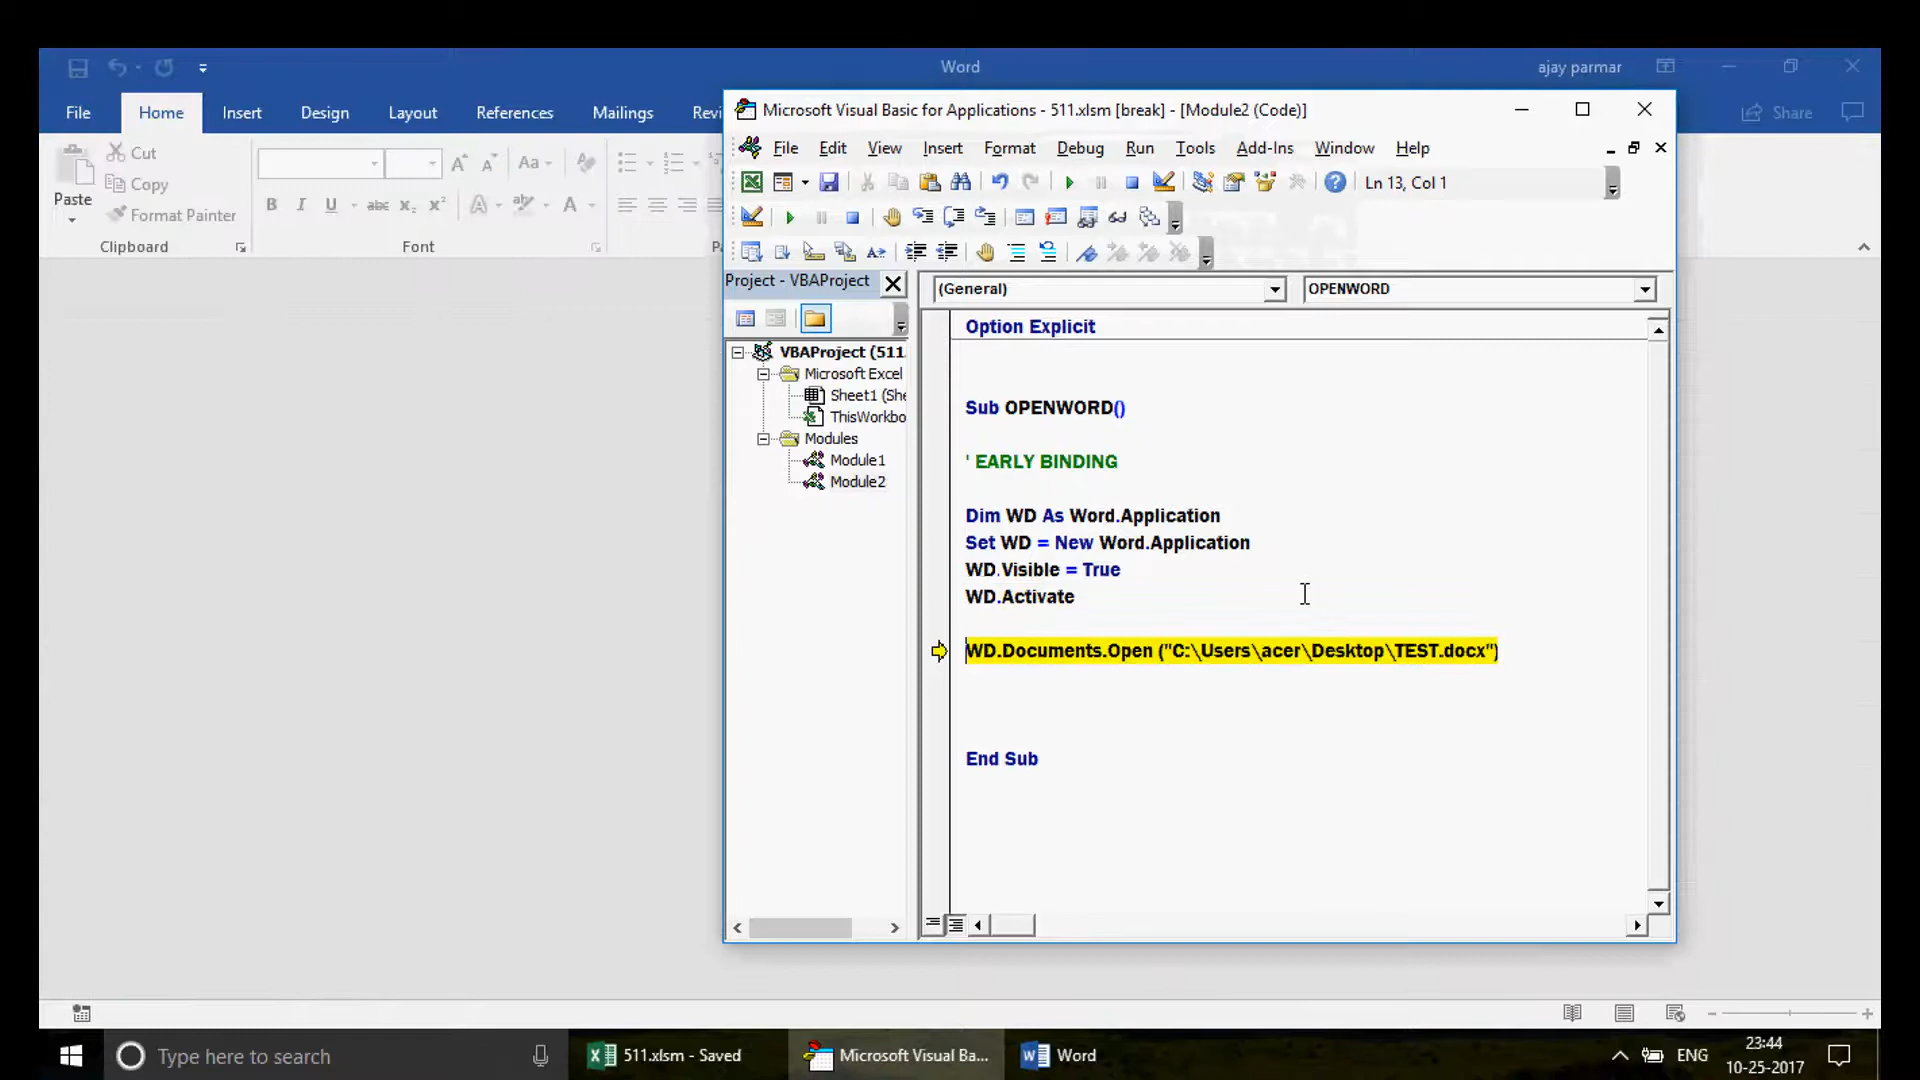 Word
ajay parmar
File Home Insert Design Layout References Mailings Revi
Share
Cut
Copy
Format Painter
Paste
Clipboard
Font
Microsoft Visual Basic for Applications - 511.xlsm [break] - [Module2 (Code)]
File Edit View Insert Format Debug Run Tools Add-Ins Window Help
Ln 13, Col 1
Project - VBAProject
(General)
OPENWORD
VBAProject (511.
Microsoft Excel
Sheet1 (She
ThisWorkbo
Modules
Module1
Module2
Option Explicit
Sub OPENWORD()
' EARLY BINDING
Dim WD As Word.Application
Set WD = New Word.Application
WD.Visible = True
WD.Activate
WD.Documents.Open ("C:\Users\acer\Desktop\TEST.docx")
End Sub
Type here to search
511.xlsm - Saved
Microsoft Visual Ba...
Word
ENG
23:44
10-25-2017